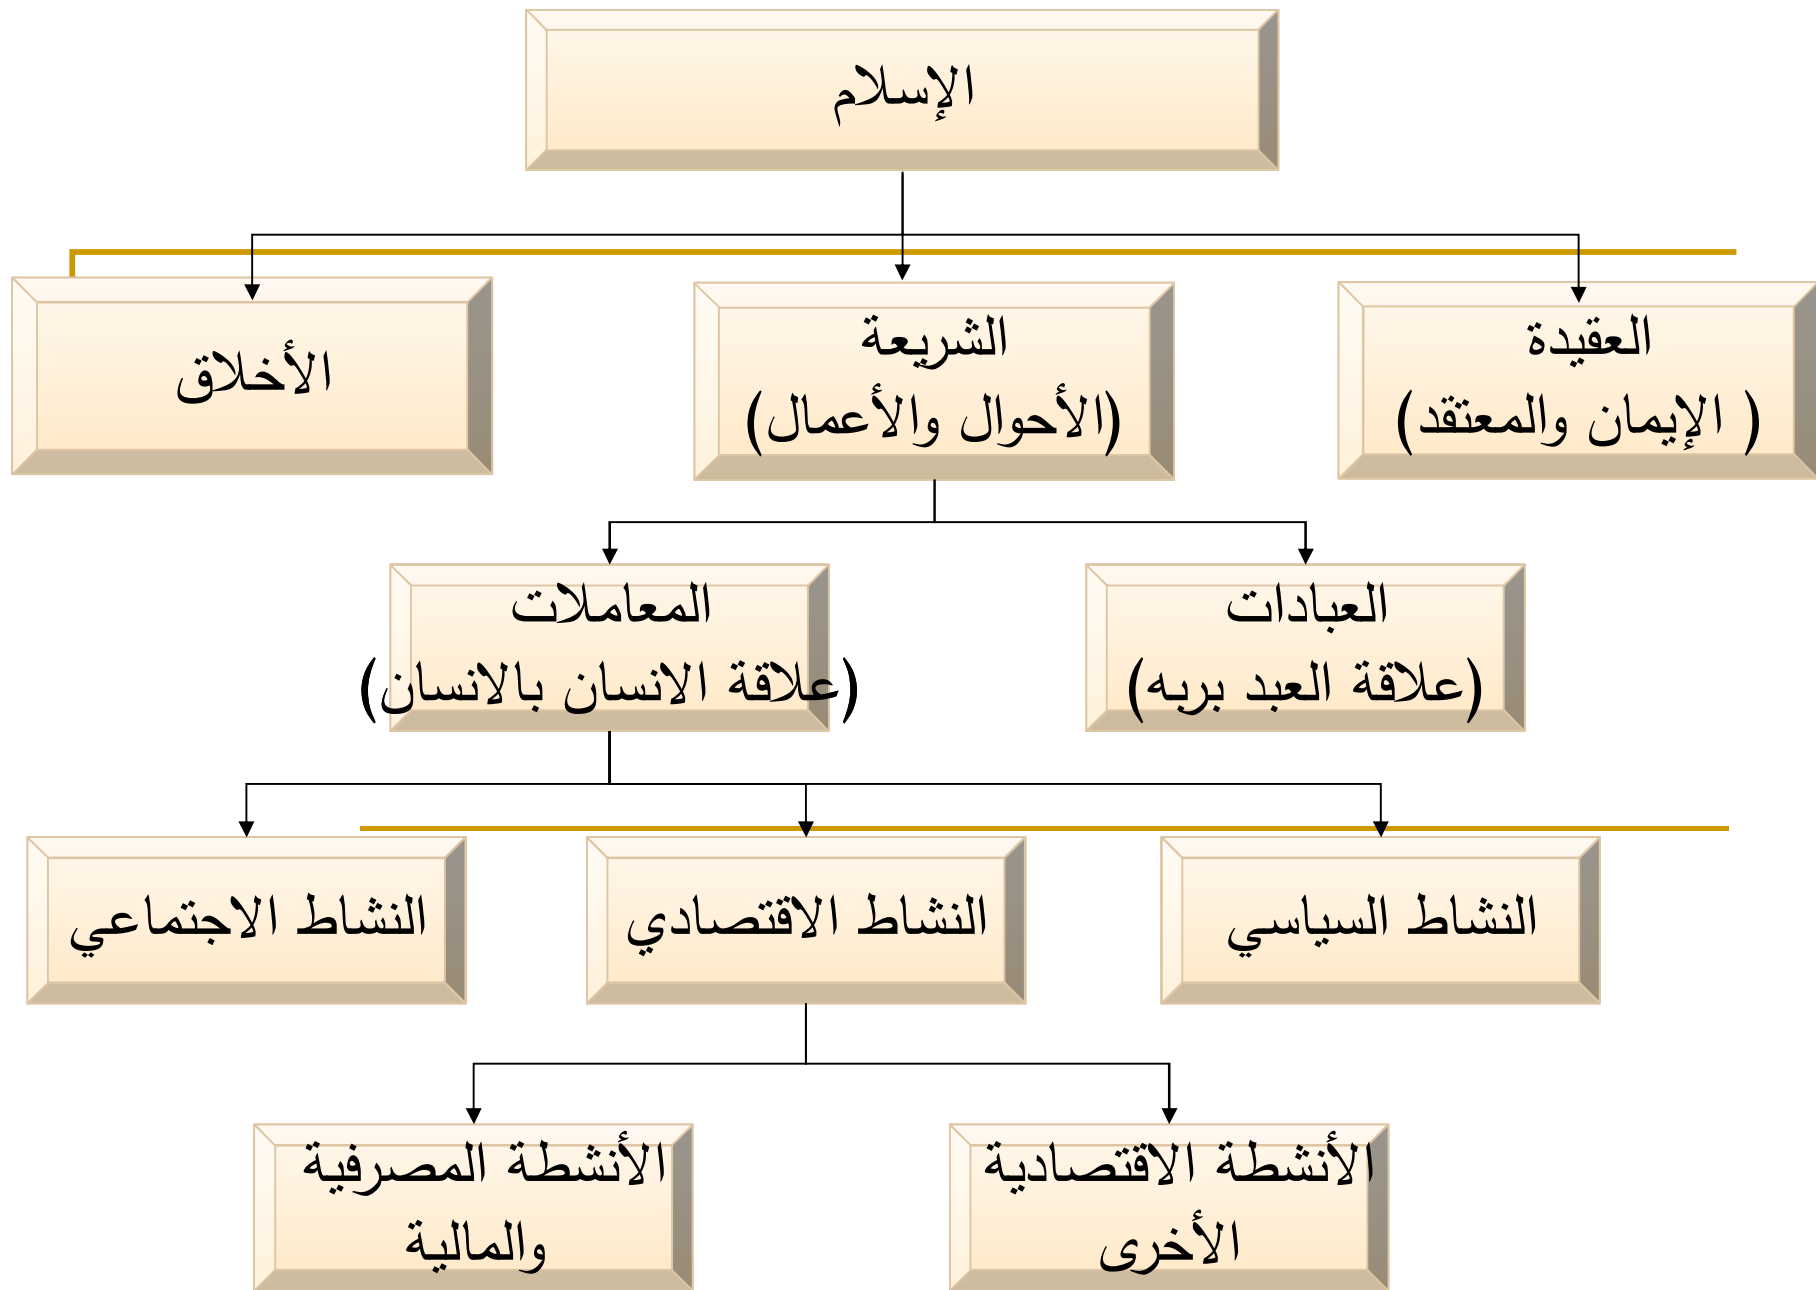 الإسلام
العقيدة
( الإيمان والمعتقد)
الشريعة
(الأحوال والأعمال)
الأخلاق
العبادات
(علاقة العبد بربه)
المعاملات
(علاقة الانسان بالانسان)
النشاط السياسي
النشاط الاقتصادي
النشاط الاجتماعي
الأنشطة الاقتصادية
الأخرى
الأنشطة المصرفية
والمالية